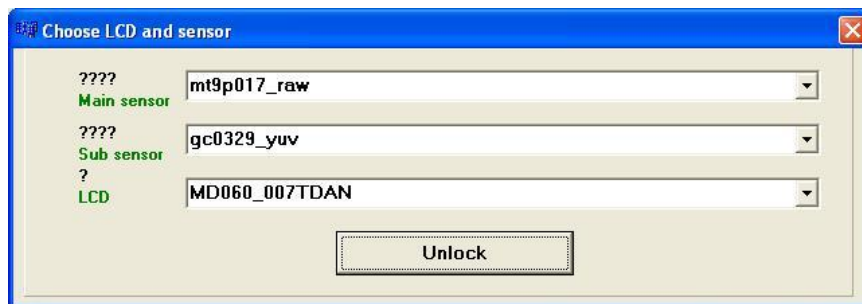 Choose LCD and sensor
????
Main sensor
mt9p017_raw
????
Sub sensor
gc0329_yuv
?
LCD
MD060_007TDAN
Unlock